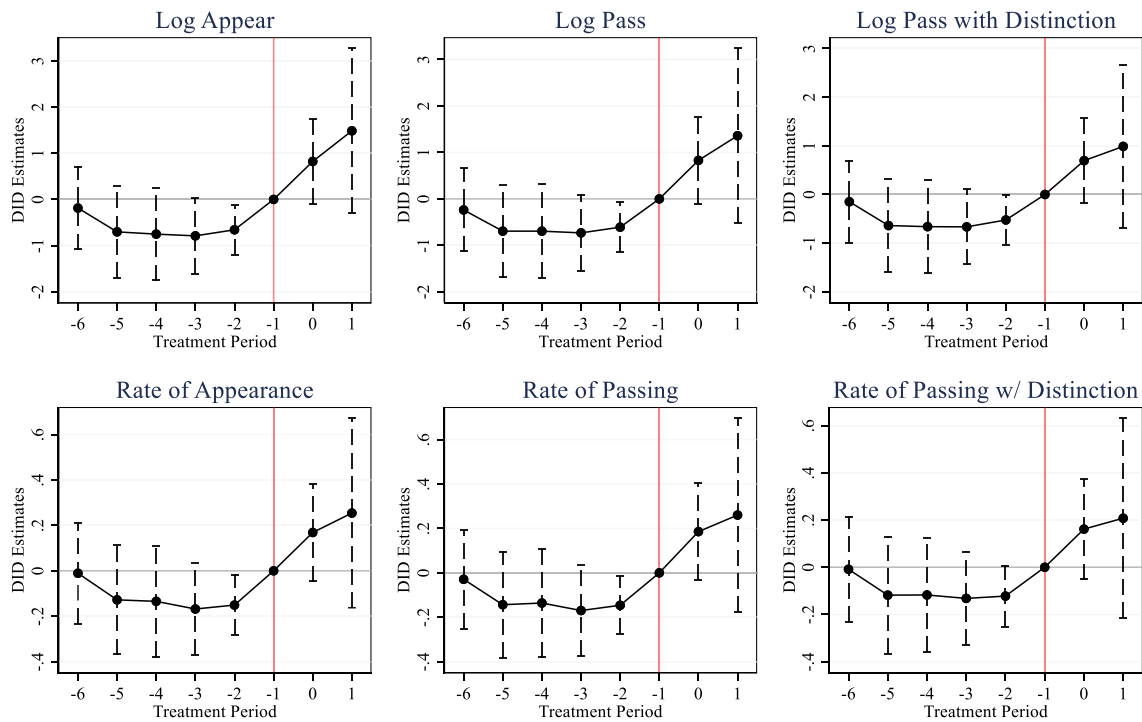 Log Appear
DID Estimates
3
2
1
0
-1
-2
-6 -5 -4 -3 -2 -1 0 1
Treatment Period
Log Pass
DID Estimates
3
2
1
0
-1
-2
-6 -5 -4 -3 -2 -1 0 1
Treatment Period
Log Pass with Distinction
DID Estimates
3
2
1
0
-1
-2
-6 -5 -4 -3 -2 -1 0 1
Treatment Period
Rate of Appearance
DID Estimates
.6
.4
.2
0
-.2
-.4
-6 -5 -4 -3 -2 -1 0 1
Treatment Period
Rate of Passing
DID Estimates
.6
.4
.2
0
-.2
-.4
-6 -5 -4 -3 -2 -1 0 1
Treatment Period
Rate of Passing w/ Distinction
DID Estimates
.6
.4
.2
0
-.2
-.4
-6 -5 -4 -3 -2 -1 0 1
Treatment Period